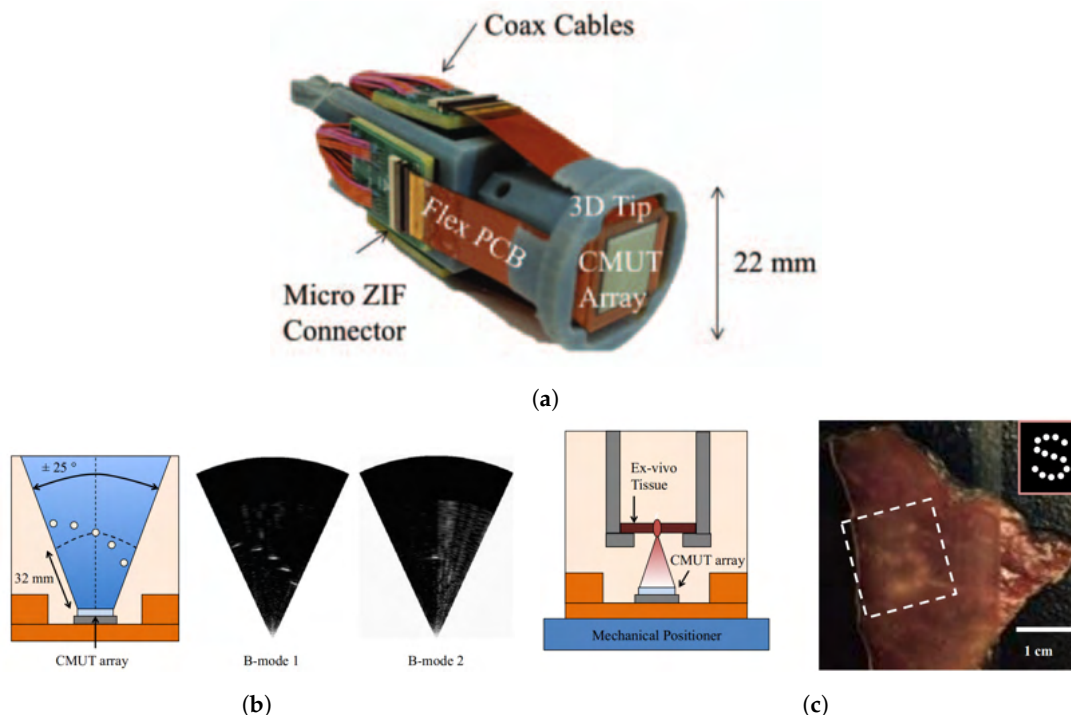 Coax Cables
3D Tip
Flex PCB
CMUT
Array
22 mm
Micro ZIF
Connector
(a)
± 25 °
32 mm
CMUT array
B-mode 1
B-mode 2
Ex-vivo
Tissue
CMUT array
Mechanical Positioner
S
1 cm
(b)
(c)